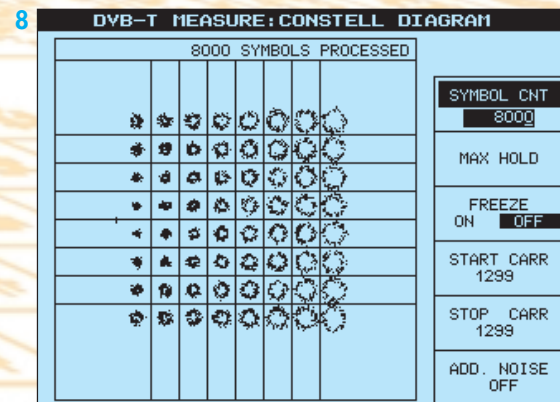 8
DVB-T MEASURE:CONSTELL DIAGRAM
8000 SYMBOLS PROCESSED
SYMBOL CNT
8000
MAX HOLD
FREEZE
ON OFF
START CARR
1299
STOP CARR
1299
ADD. NOISE
OFF